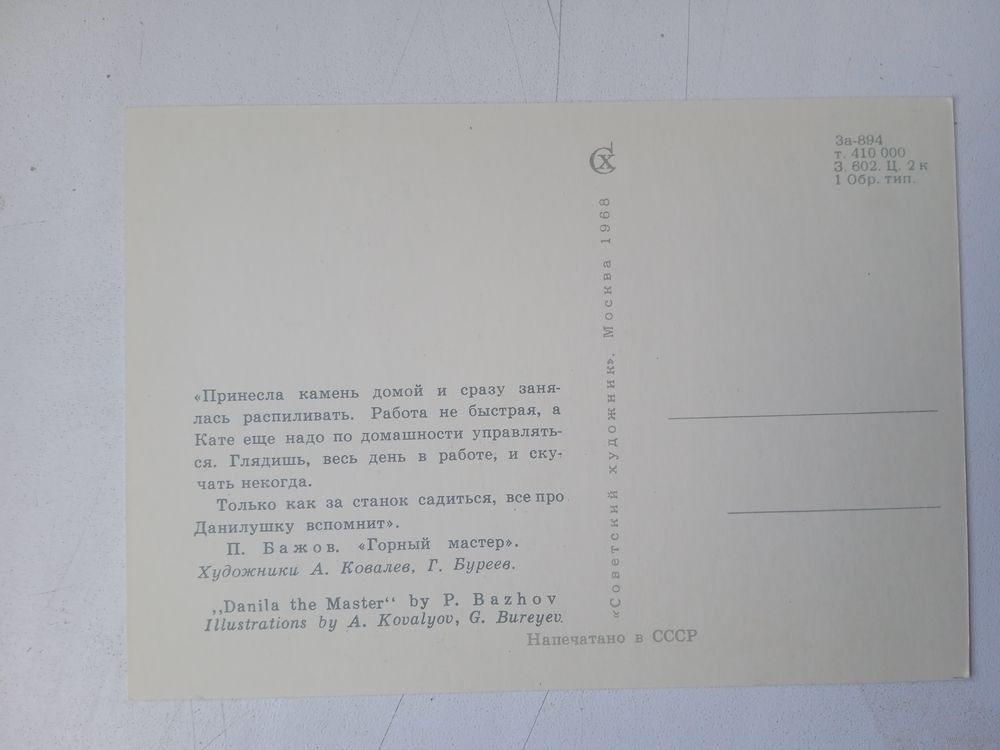 «Принесла камень домой и сразу заня-
лась распиливать. Работа не быстрая, а
Кате еще надо по домашности управлять-
ся. Глядишь, весь день в работе, и ску-
чать некогда.
Только как за станок садиться, все про
Данилушку вспомнит».
П. Бажов. «Горный мастер».
Художники А. Ковалев, Г. Буреев.
„Danila the Master“ by P. Bazhov
Illustrations by A. Kovalyov, G. Bureyev.
Напечатано в СССР
«Советский художник». Москва 1968
СХ
За-894
т. 410 000
З. 602. Ц. 2 к
1 Обр. тип.